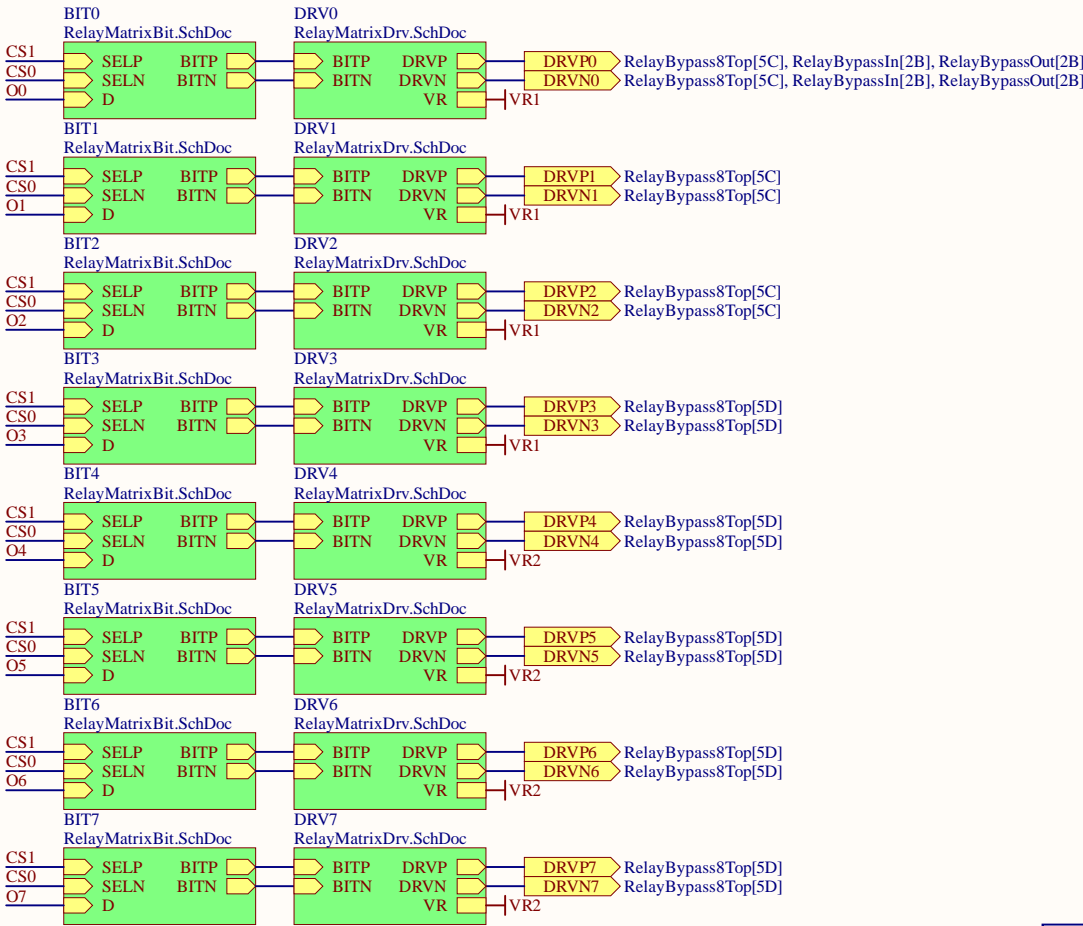 BIT0 DRV0
RelayMatrixBit.SchDoc RelayMatrixDrv.SchDoc
CS1 SELP BITP BITP DRVP DRVP0 RelayBypass8Top[5C], RelayBypassIn[2B], RelayBypassOut[2B]
CS0 SELN BITN BITN DRVN DRVN0 RelayBypass8Top[5C], RelayBypassIn[2B], RelayBypassOut[2B]
O0 D VR VR1
BIT1 DRV1
RelayMatrixBit.SchDoc RelayMatrixDrv.SchDoc
CS1 SELP BITP BITP DRVP DRVP1 RelayBypass8Top[5C]
CS0 SELN BITN BITN DRVN DRVN1 RelayBypass8Top[5C]
O1 D VR VR1
BIT2 DRV2
RelayMatrixBit.SchDoc RelayMatrixDrv.SchDoc
CS1 SELP BITP BITP DRVP DRVP2 RelayBypass8Top[5C]
CS0 SELN BITN BITN DRVN DRVN2 RelayBypass8Top[5C]
O2 D VR VR1
BIT3 DRV3
RelayMatrixBit.SchDoc RelayMatrixDrv.SchDoc
CS1 SELP BITP BITP DRVP DRVP3 RelayBypass8Top[5D]
CS0 SELN BITN BITN DRVN DRVN3 RelayBypass8Top[5D]
O3 D VR VR1
BIT4 DRV4
RelayMatrixBit.SchDoc RelayMatrixDrv.SchDoc
CS1 SELP BITP BITP DRVP DRVP4 RelayBypass8Top[5D]
CS0 SELN BITN BITN DRVN DRVN4 RelayBypass8Top[5D]
O4 D VR VR2
BIT5 DRV5
RelayMatrixBit.SchDoc RelayMatrixDrv.SchDoc
CS1 SELP BITP BITP DRVP DRVP5 RelayBypass8Top[5D]
CS0 SELN BITN BITN DRVN DRVN5 RelayBypass8Top[5D]
O5 D VR VR2
BIT6 DRV6
RelayMatrixBit.SchDoc RelayMatrixDrv.SchDoc
CS1 SELP BITP BITP DRVP DRVP6 RelayBypass8Top[5D]
CS0 SELN BITN BITN DRVN DRVN6 RelayBypass8Top[5D]
O6 D VR VR2
BIT7 DRV7
RelayMatrixBit.SchDoc RelayMatrixDrv.SchDoc
CS1 SELP BITP BITP DRVP DRVP7 RelayBypass8Top[5D]
CS0 SELN BITN BITN DRVN DRVN7 RelayBypass8Top[5D]
O7 D VR VR2